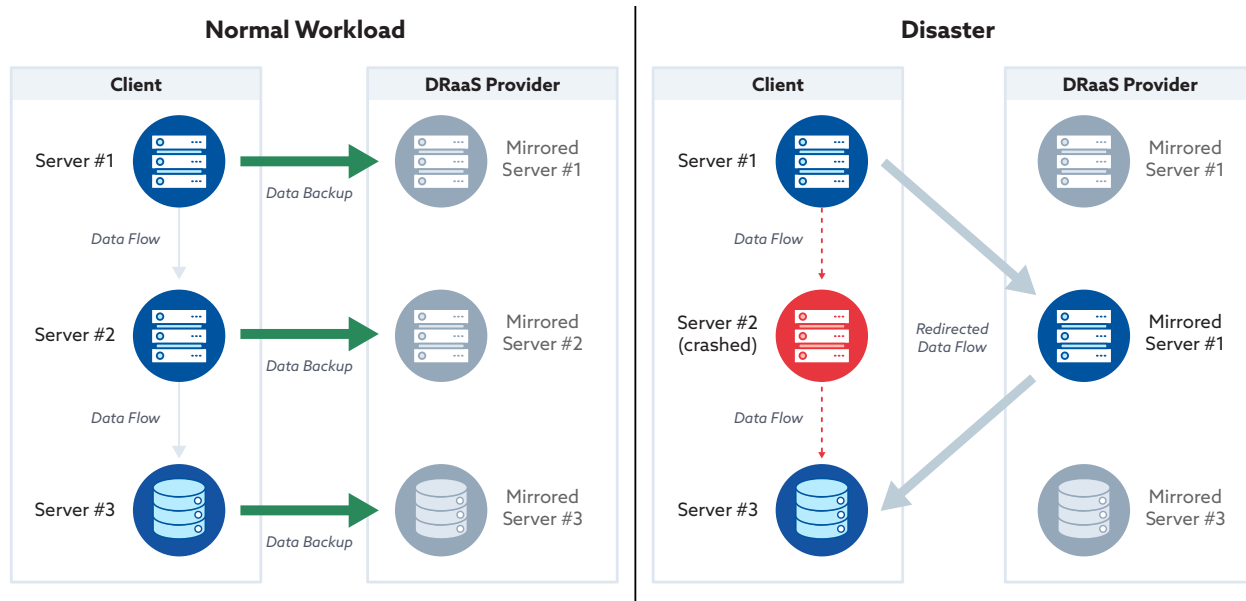 Normal Workload
Client
DRaaS Provider
Server #1
Data Backup
Mirrored
Server #1
Data Flow
Server #2
Data Backup
Mirrored
Server #2
Data Flow
Server #3
Data Backup
Mirrored
Server #3
Disaster
Client
DRaaS Provider
Server #1
Mirrored
Server #1
Data Flow
Server #2
(crashed)
Redirected
Data Flow
Mirrored
Server #1
Data Flow
Server #3
Mirrored
Server #3